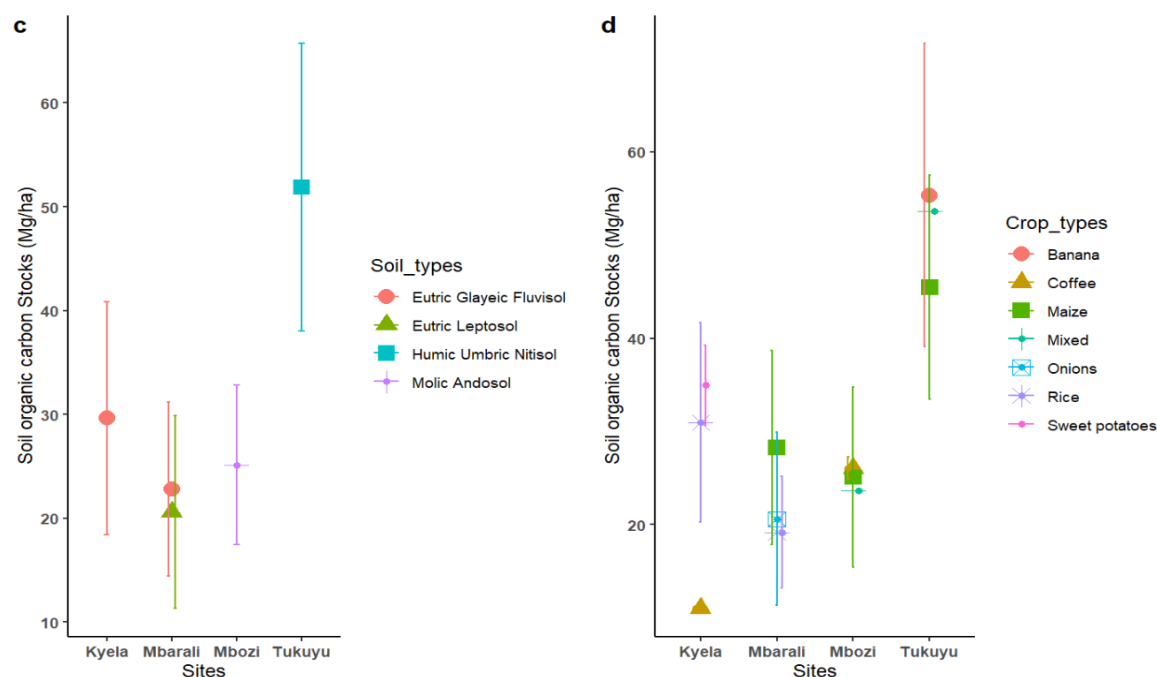 c
Soil organic carbon Stocks (Mg/ha)
60
50
40
30
20
10
Kyela Mbarali Mbozi Tukuyu
Sites
Soil_types
Eutric Glayeic Fluvisol
Eutric Leptosol
Humic Umbric Nitisol
Molic Andosol
d
Soil organic carbon Stocks (Mg/ha)
60
40
20
Kyela Mbarali Mbozi Tukuyu
Sites
Crop_types
Banana
Coffee
Maize
Mixed
Onions
Rice
Sweet potatoes